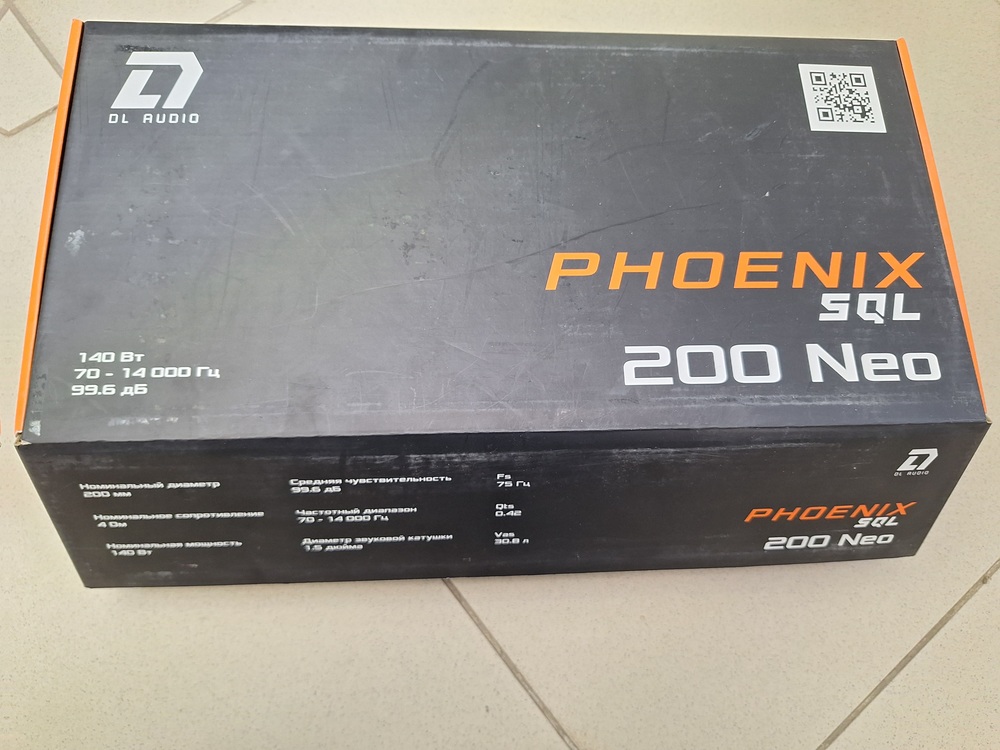 DL AUDIO
PHOENIX
SQL
200 Neo
140 Вт
70 - 14 000 Гц
99.6 дБ
Номинальный диаметр
200 мм
Номинальное сопротивление
4 Ом
Номинальная мощность
140 Вт
Средняя чувствительность
99.6 дБ
Частотный диапазон
70 - 14 000 Гц
Диаметр звуковой катушки
1.5 дюйма
Fs
75 Гц
Qts
0.42
Vas
30.8 л
DL AUDIO
PHOENIX
SQL
200 Neo